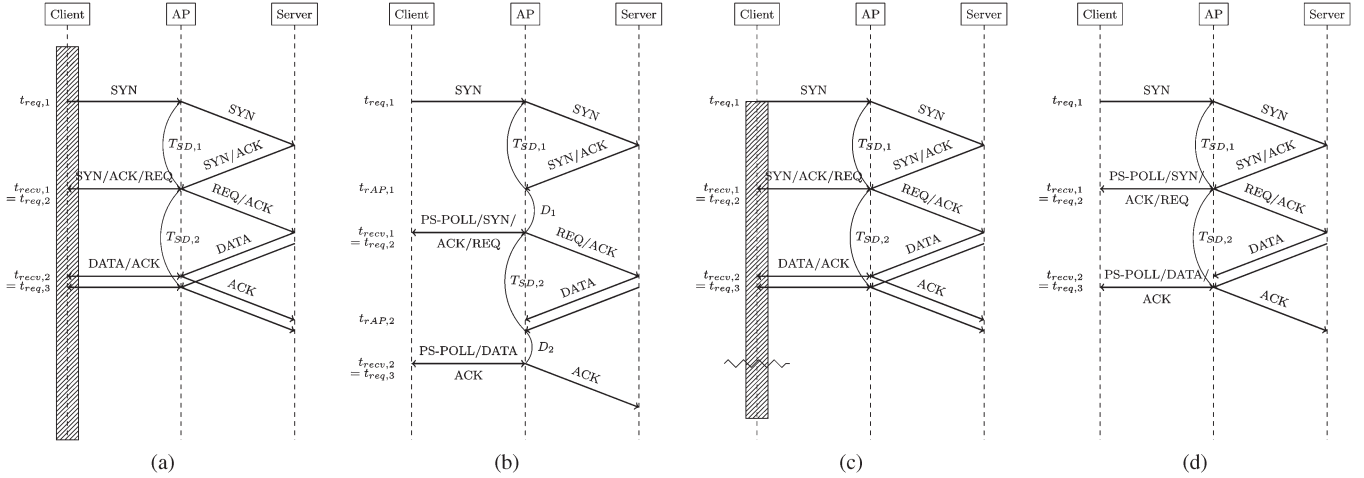 Client AP Server
SYN
t_{req,1}
SYN
T_{SD,1}
SYN/ACK
SYN/ACK/REQ
t_{recv,1}
= t_{req,2}
REQ/ACK
T_{SD,2}
DATA
DATA/ACK
t_{recv,2}
= t_{req,3}
ACK
(a)
Client AP Server
SYN
t_{req,1}
SYN
T_{SD,1}
SYN/ACK
t_{rAP,1}
D_1
PS-POLL/SYN/
t_{recv,1}
= t_{req,2}
ACK/REQ
REQ/ACK
T_{SD,2}
DATA
t_{rAP,2}
D_2
PS-POLL/DATA
t_{recv,2}
= t_{req,3}
ACK
ACK
(b)
Client AP Server
SYN
t_{req,1}
SYN
T_{SD,1}
SYN/ACK
SYN/ACK/REQ
t_{recv,1}
= t_{req,2}
REQ/ACK
T_{SD,2}
DATA
DATA/ACK
t_{recv,2}
= t_{req,3}
ACK
(c)
Client AP Server
SYN
t_{req,1}
SYN
T_{SD,1}
SYN/ACK
PS-POLL/SYN/
t_{recv,1}
= t_{req,2}
ACK/REQ
REQ/ACK
T_{SD,2}
DATA
PS-POLL/DATA/
t_{recv,2}
= t_{req,3}
ACK
ACK
(d)